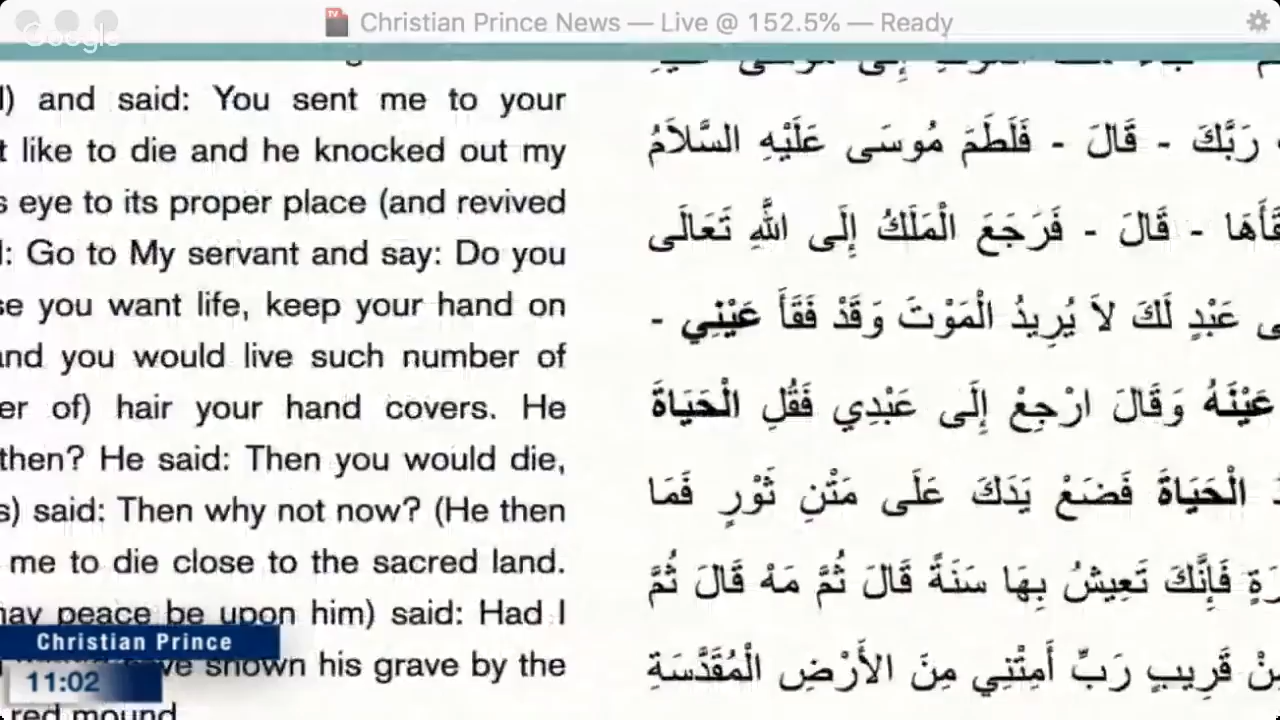 Christian Prince News — Live @ 152.5% — Ready
Google
) and said: You sent me to your
t like to die and he knocked out my
s eye to its proper place (and revived
: Go to My servant and say: Do you
se you want life, keep your hand on
and you would live such number of
er of) hair your hand covers. He
then? He said: Then you would die,
s) said: Then why not now? (He then
me to die close to the sacred land.
may peace be upon him) said: Had I
shown his grave by the
red mound
رَبَّكَ - قَالَ - فَلَطَمَ مُوسَى عَلَيْهِ السَّلاَمُ
- قَالَ - فَرَجَعَ الْمَلَكُ إِلَى اللَّهِ تَعَالَى
عَبْدٍ لَكَ لاَ يُرِيدُ الْمَوْتَ وَقَدْ فَقَأَ عَيْنِي -
عَيْنَهُ وَقَالَ ارْجِعْ إِلَى عَبْدِي فَقُلِ الْحَيَاةَ
الْحَيَاةَ فَضَعْ يَدَكَ عَلَى مَتْنِ ثَوْرٍ فَمَا
فَإِنَّكَ تَعِيشُ بِهَا سَنَةً قَالَ ثُمَّ مَهْ قَالَ ثُمَّ
قَرِيبٍ رَبِّ أَمِتْنِي مِنَ الأَرْضِ الْمُقَدَّسَةِ
Christian Prince
11:02